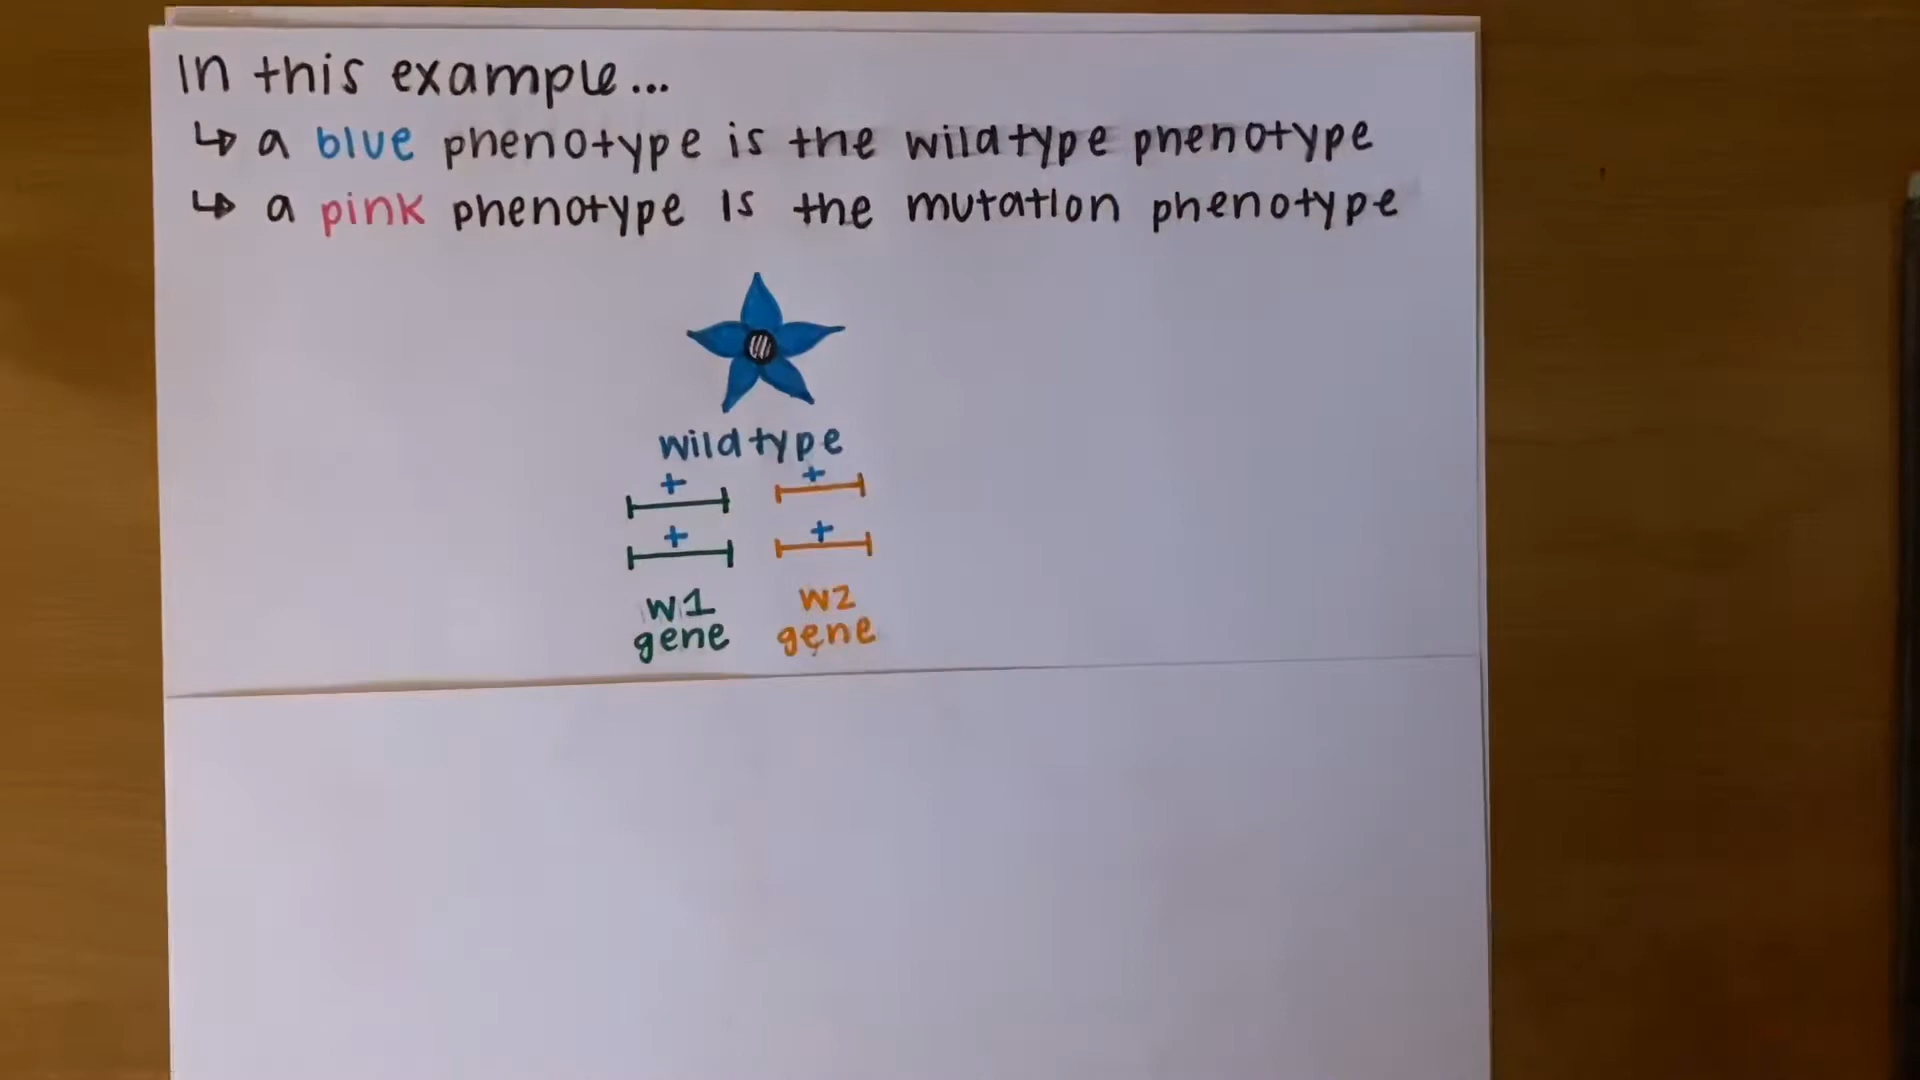 In this example...
↳ a blue phenotype is the wildtype phenotype
↳ a pink phenotype is the mutation phenotype
wildtype
+ +
+ +
w1 w2
gene gene